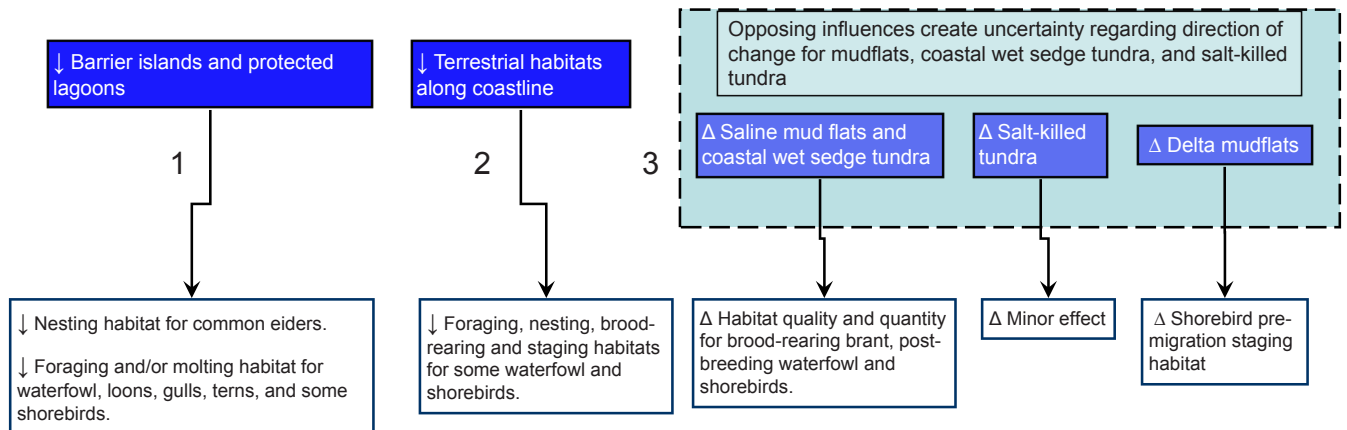 ↓ Barrier islands and protected
lagoons
↓ Terrestrial habitats
along coastline
Opposing influences create uncertainty regarding direction of
change for mudflats, coastal wet sedge tundra, and salt-killed
tundra
Δ Saline mud flats and
coastal wet sedge tundra
Δ Salt-killed
tundra
Δ Delta mudflats
1
2
3
↓ Nesting habitat for common eiders.
↓ Foraging and/or molting habitat for
waterfowl, loons, gulls, terns, and some
shorebirds.
↓ Foraging, nesting, brood-
rearing and staging habitats
for some waterfowl and
shorebirds.
Δ Habitat quality and quantity
for brood-rearing brant, post-
breeding waterfowl and
shorebirds.
Δ Minor effect
Δ Shorebird pre-
migration staging
habitat